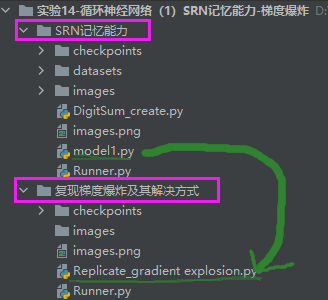 实验14-循环神经网络（1）SRN记忆能力-梯度爆炸 D:
SRN记忆能力
checkpoints
datasets
images
DigitSum_create.py
images.png
model1.py
Runner.py
复现梯度爆炸及其解决方式
checkpoints
images
images.png
Replicate_gradient explosion.py
Runner.py